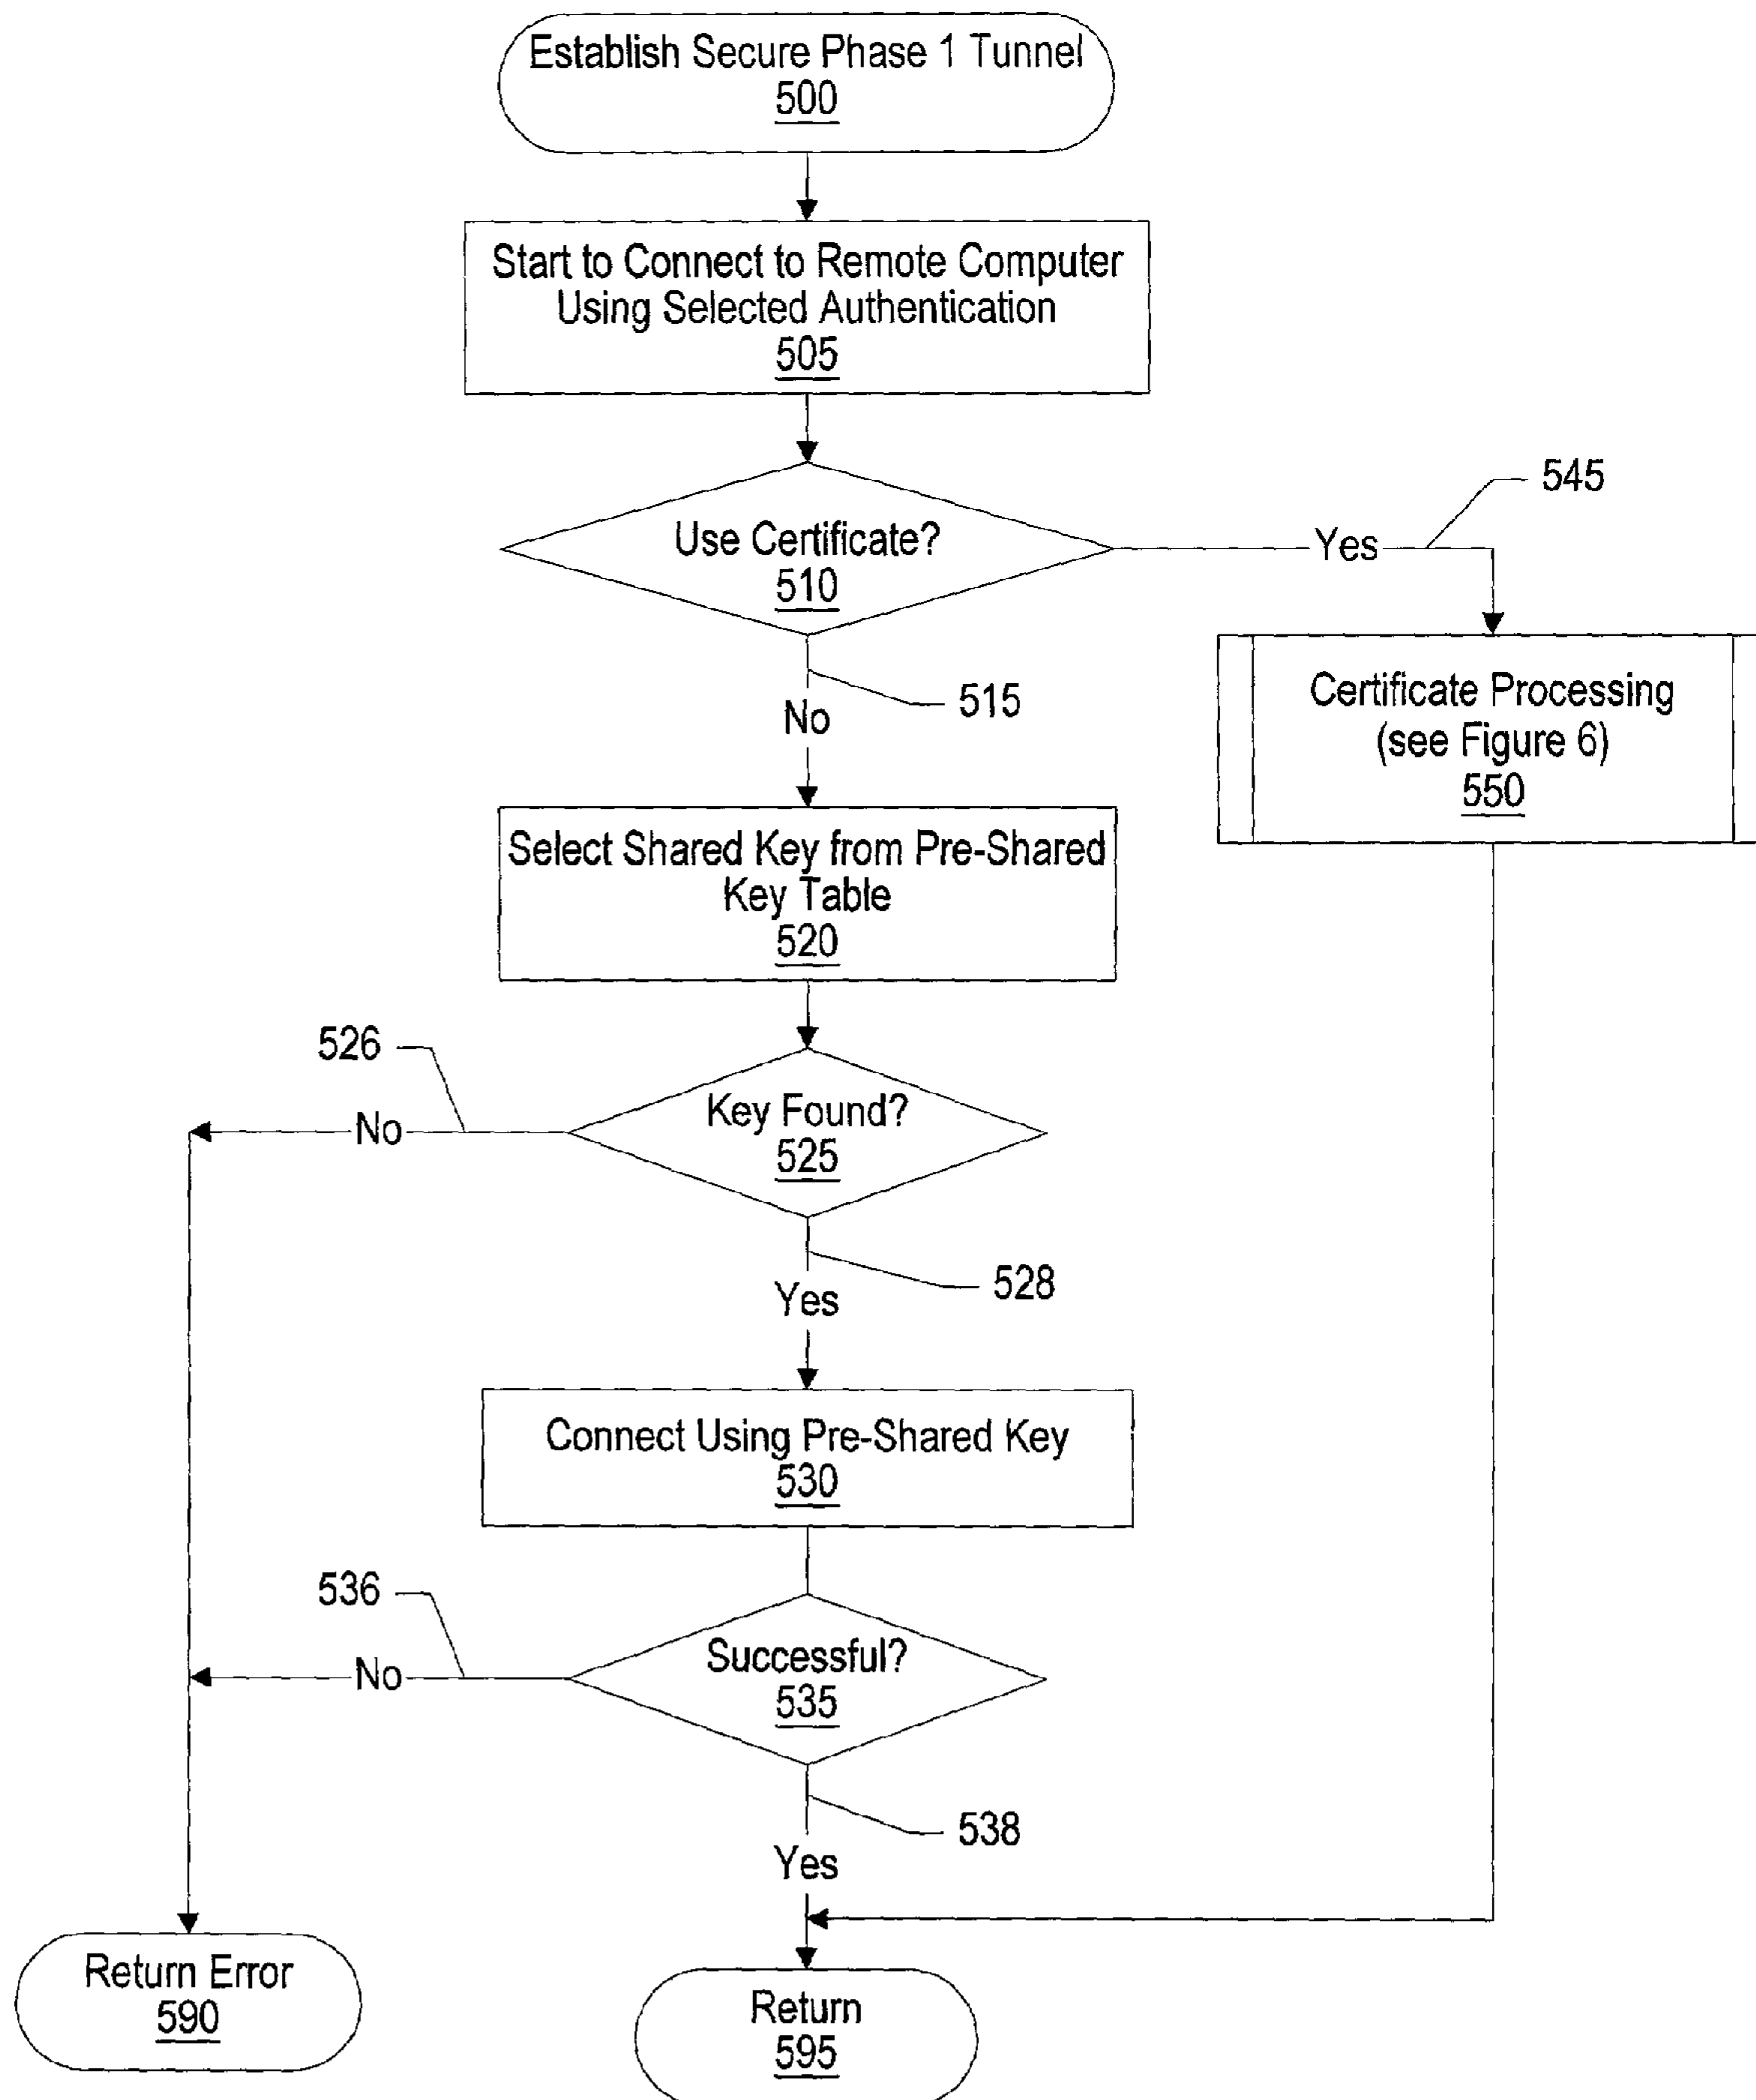 Establish Secure Phase 1 Tunnel
500
Start to Connect to Remote Computer
Using Selected Authentication
505
545
Use Certificate?
510
Yes
515
No
Certificate Processing
(see Figure 6)
550
Select Shared Key from Pre-Shared
Key Table
520
526
Key Found?
525
No
528
Yes
Connect Using Pre-Shared Key
530
536
Successful?
535
No
538
Yes
Return Error
590
Return
595